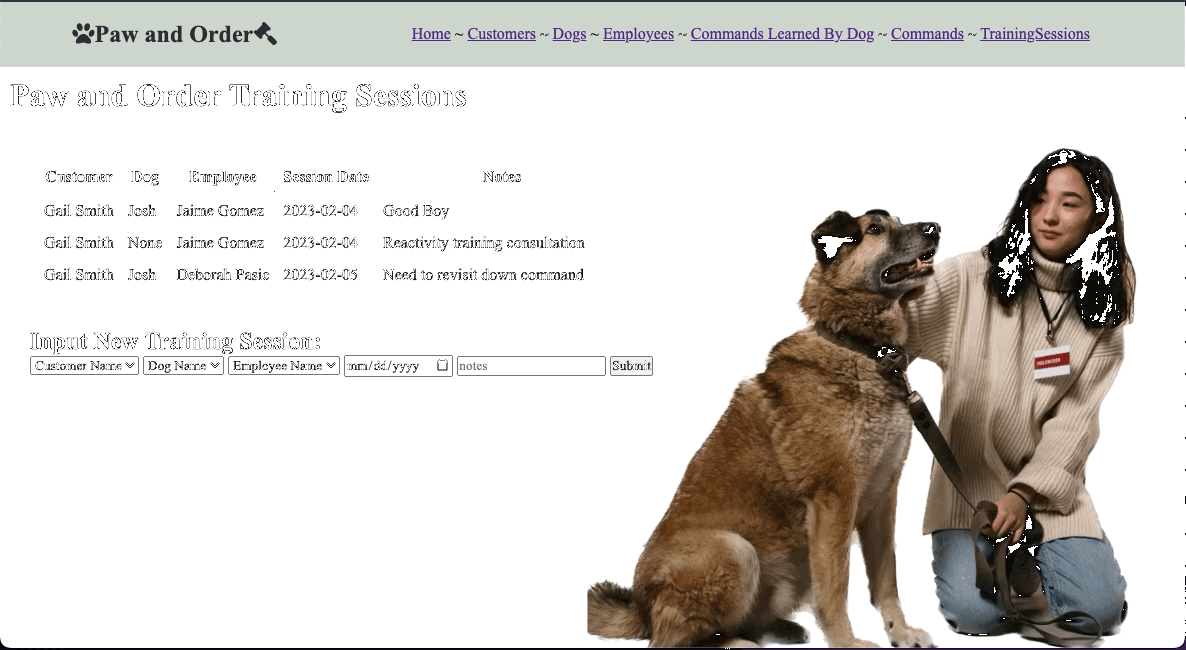 Paw and Order
Home ~ Customers ~ Dogs ~ Employees ~ Commands Learned By Dog ~ Commands ~ TrainingSessions
Paw and Order Training Sessions
Customer Dog Employee Session Date Notes
Gail Smith Josh Jaime Gomez 2023-02-04 Good Boy
Gail Smith None Jaime Gomez 2023-02-04 Reactivity training consultation
Gail Smith Josh Deborah Pasic 2023-02-05 Need to revisit down command
Input New Training Session:
Customer Name Dog Name Employee Name mm/dd/yyyy notes Submit
VOLUNTEER